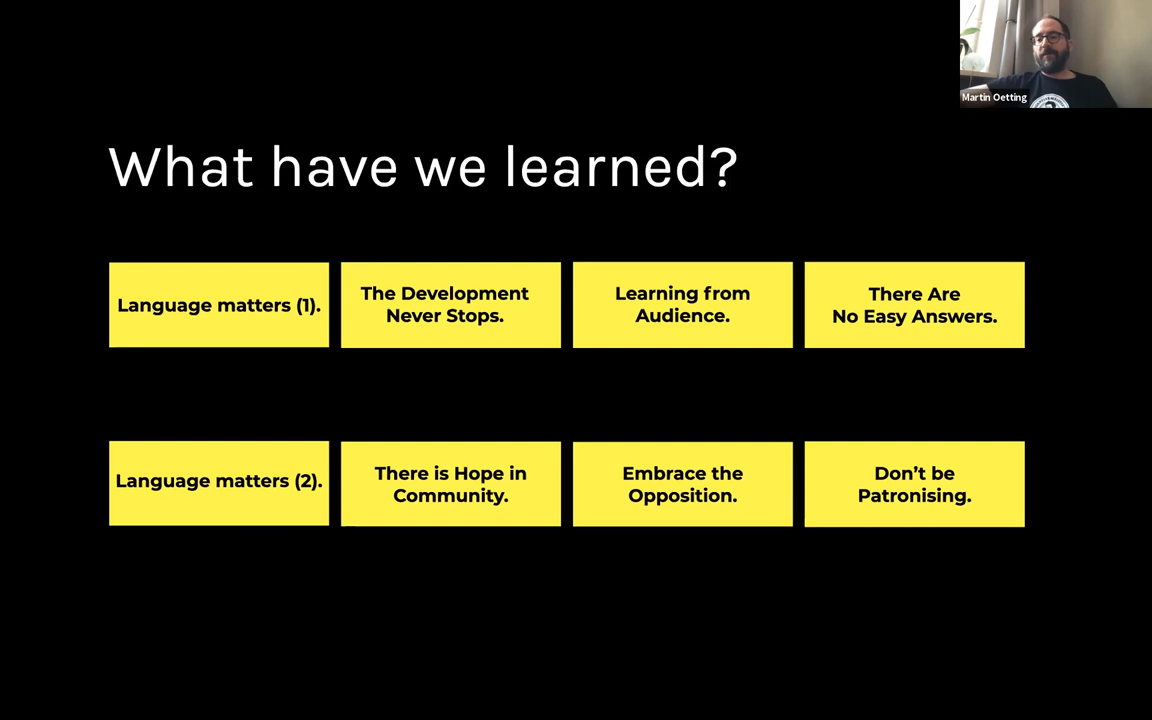 Martin Oetting
What have we learned?
Language matters (1).
The Development
Never Stops.
Learning from
Audience.
There Are
No Easy Answers.
Language matters (2).
There is Hope in
Community.
Embrace the
Opposition.
Don’t be
Patronising.